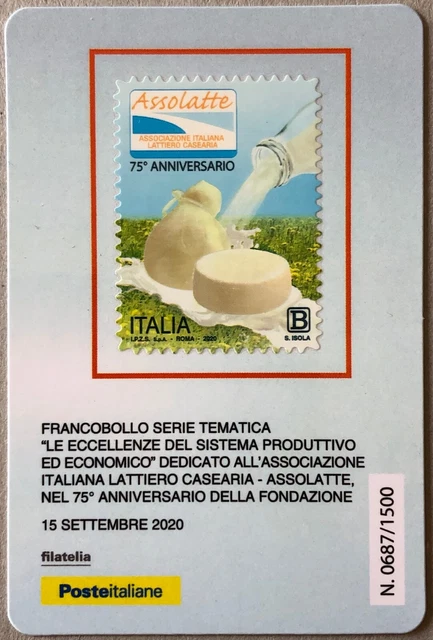 Assolatte
ASSOCIAZIONE ITALIANA
LATTIERO CASEARIA
75° ANNIVERSARIO
ITALIA
I.P.Z.S. S.p.A. - ROMA - 2020
B
S. ISOLA
FRANCOBOLLO SERIE TEMATICA
“LE ECCELLENZE DEL SISTEMA PRODUTTIVO
ED ECONOMICO” DEDICATO ALL'ASSOCIAZIONE
ITALIANA LATTIERO CASEARIA - ASSOLATTE,
NEL 75° ANNIVERSARIO DELLA FONDAZIONE
15 SETTEMBRE 2020
filatelia
Posteitaliane
N. 0687/1500